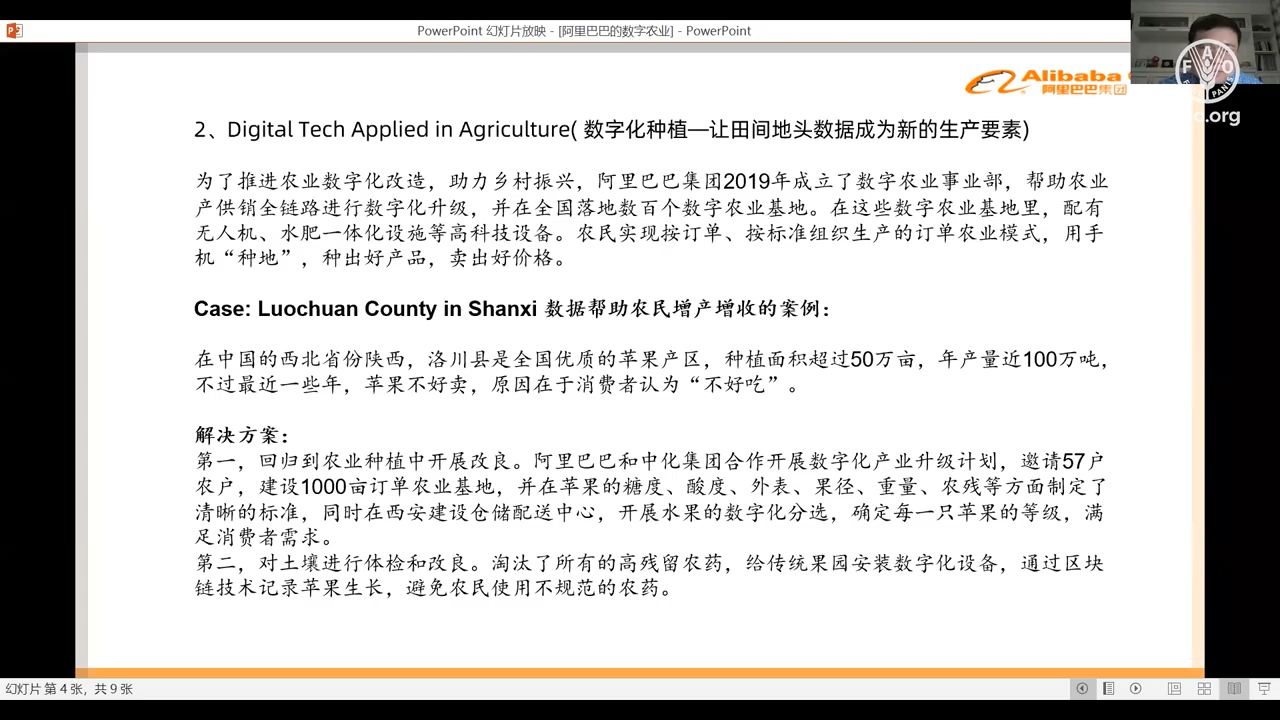 PowerPoint 幻灯片放映 - [阿里巴巴的数字农业] - PowerPoint
Alibaba
阿里巴巴集团
FAO
PANIS
.org
2、Digital Tech Applied in Agriculture( 数字化种植—让田间地头数据成为新的生产要素)
为了推进农业数字化改造，助力乡村振兴，阿里巴巴集团2019年成立了数字农业事业部，帮助农业
产供销全链路进行数字化升级，并在全国落地数百个数字农业基地。在这些数字农业基地里，配有
无人机、水肥一体化设施等高科技设备。农民实现按订单、按标准组织生产的订单农业模式，用手
机“种地”，种出好产品，卖出好价格。
Case: Luochuan County in Shanxi 数据帮助农民增产增收的案例：
在中国的西北省份陕西，洛川县是全国优质的苹果产区，种植面积超过50万亩，年产量近100万吨，
不过最近一些年，苹果不好卖，原因在于消费者认为“不好吃”。
解决方案：
第一，回归到农业种植中开展改良。阿里巴巴和中化集团合作开展数字化产业升级计划，邀请57户
农户，建设1000亩订单农业基地，并在苹果的糖度、酸度、外表、果径、重量、农残等方面制定了
清晰的标准，同时在西安建设仓储配送中心，开展水果的数字化分选，确定每一只苹果的等级，满
足消费者需求。
第二，对土壤进行体检和改良。淘汰了所有的高残留农药，给传统果园安装数字化设备，通过区块
链技术记录苹果生长，避免农民使用不规范的农药。
幻灯片 第 4 张，共 9 张